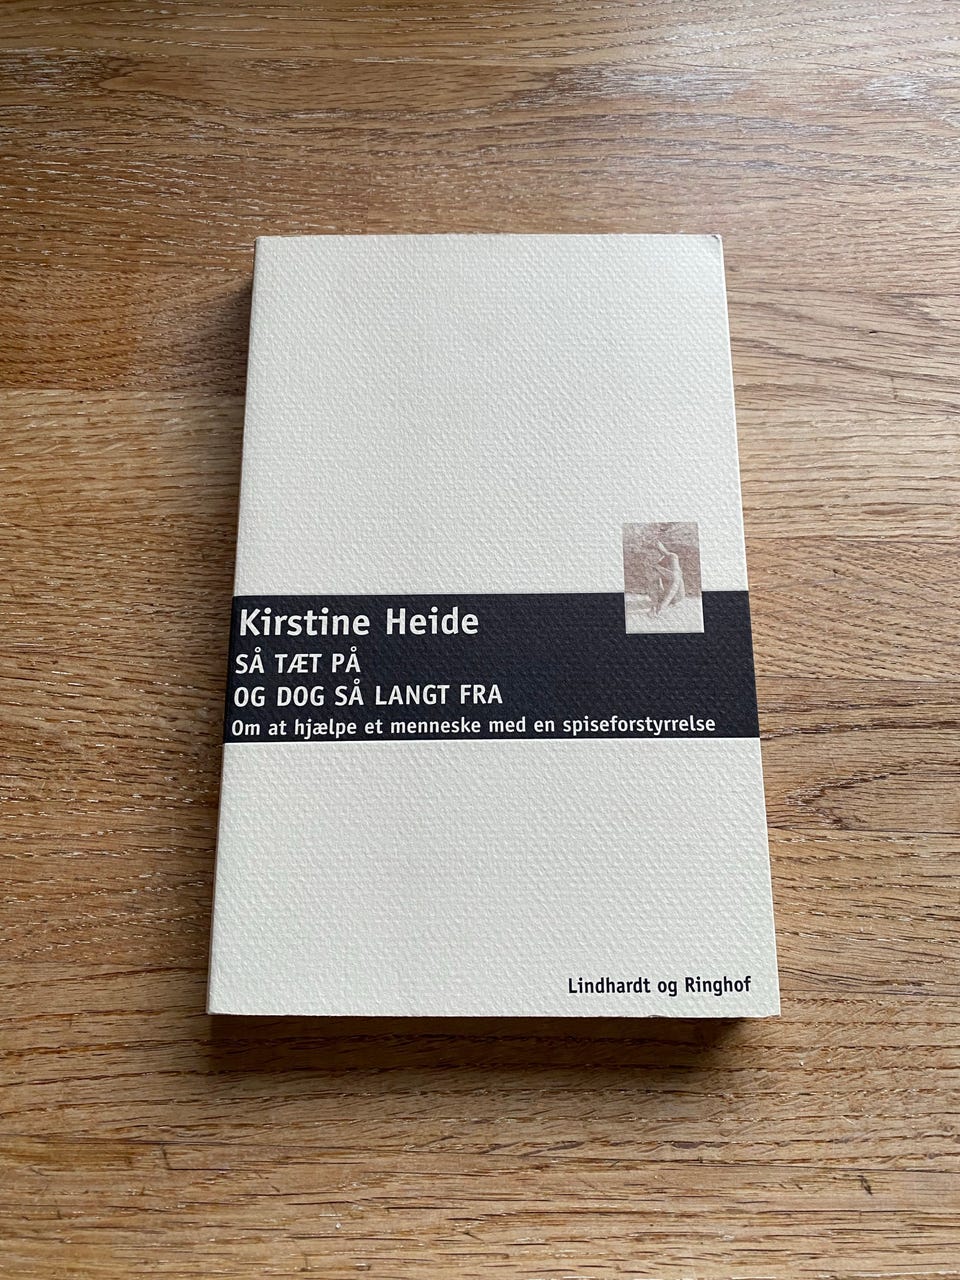 Kirstine Heide
SÅ TÆT PÅ
OG DOG SÅ LANGT FRA
Om at hjælpe et menneske med en spiseforstyrrelse
Lindhardt og Ringhof